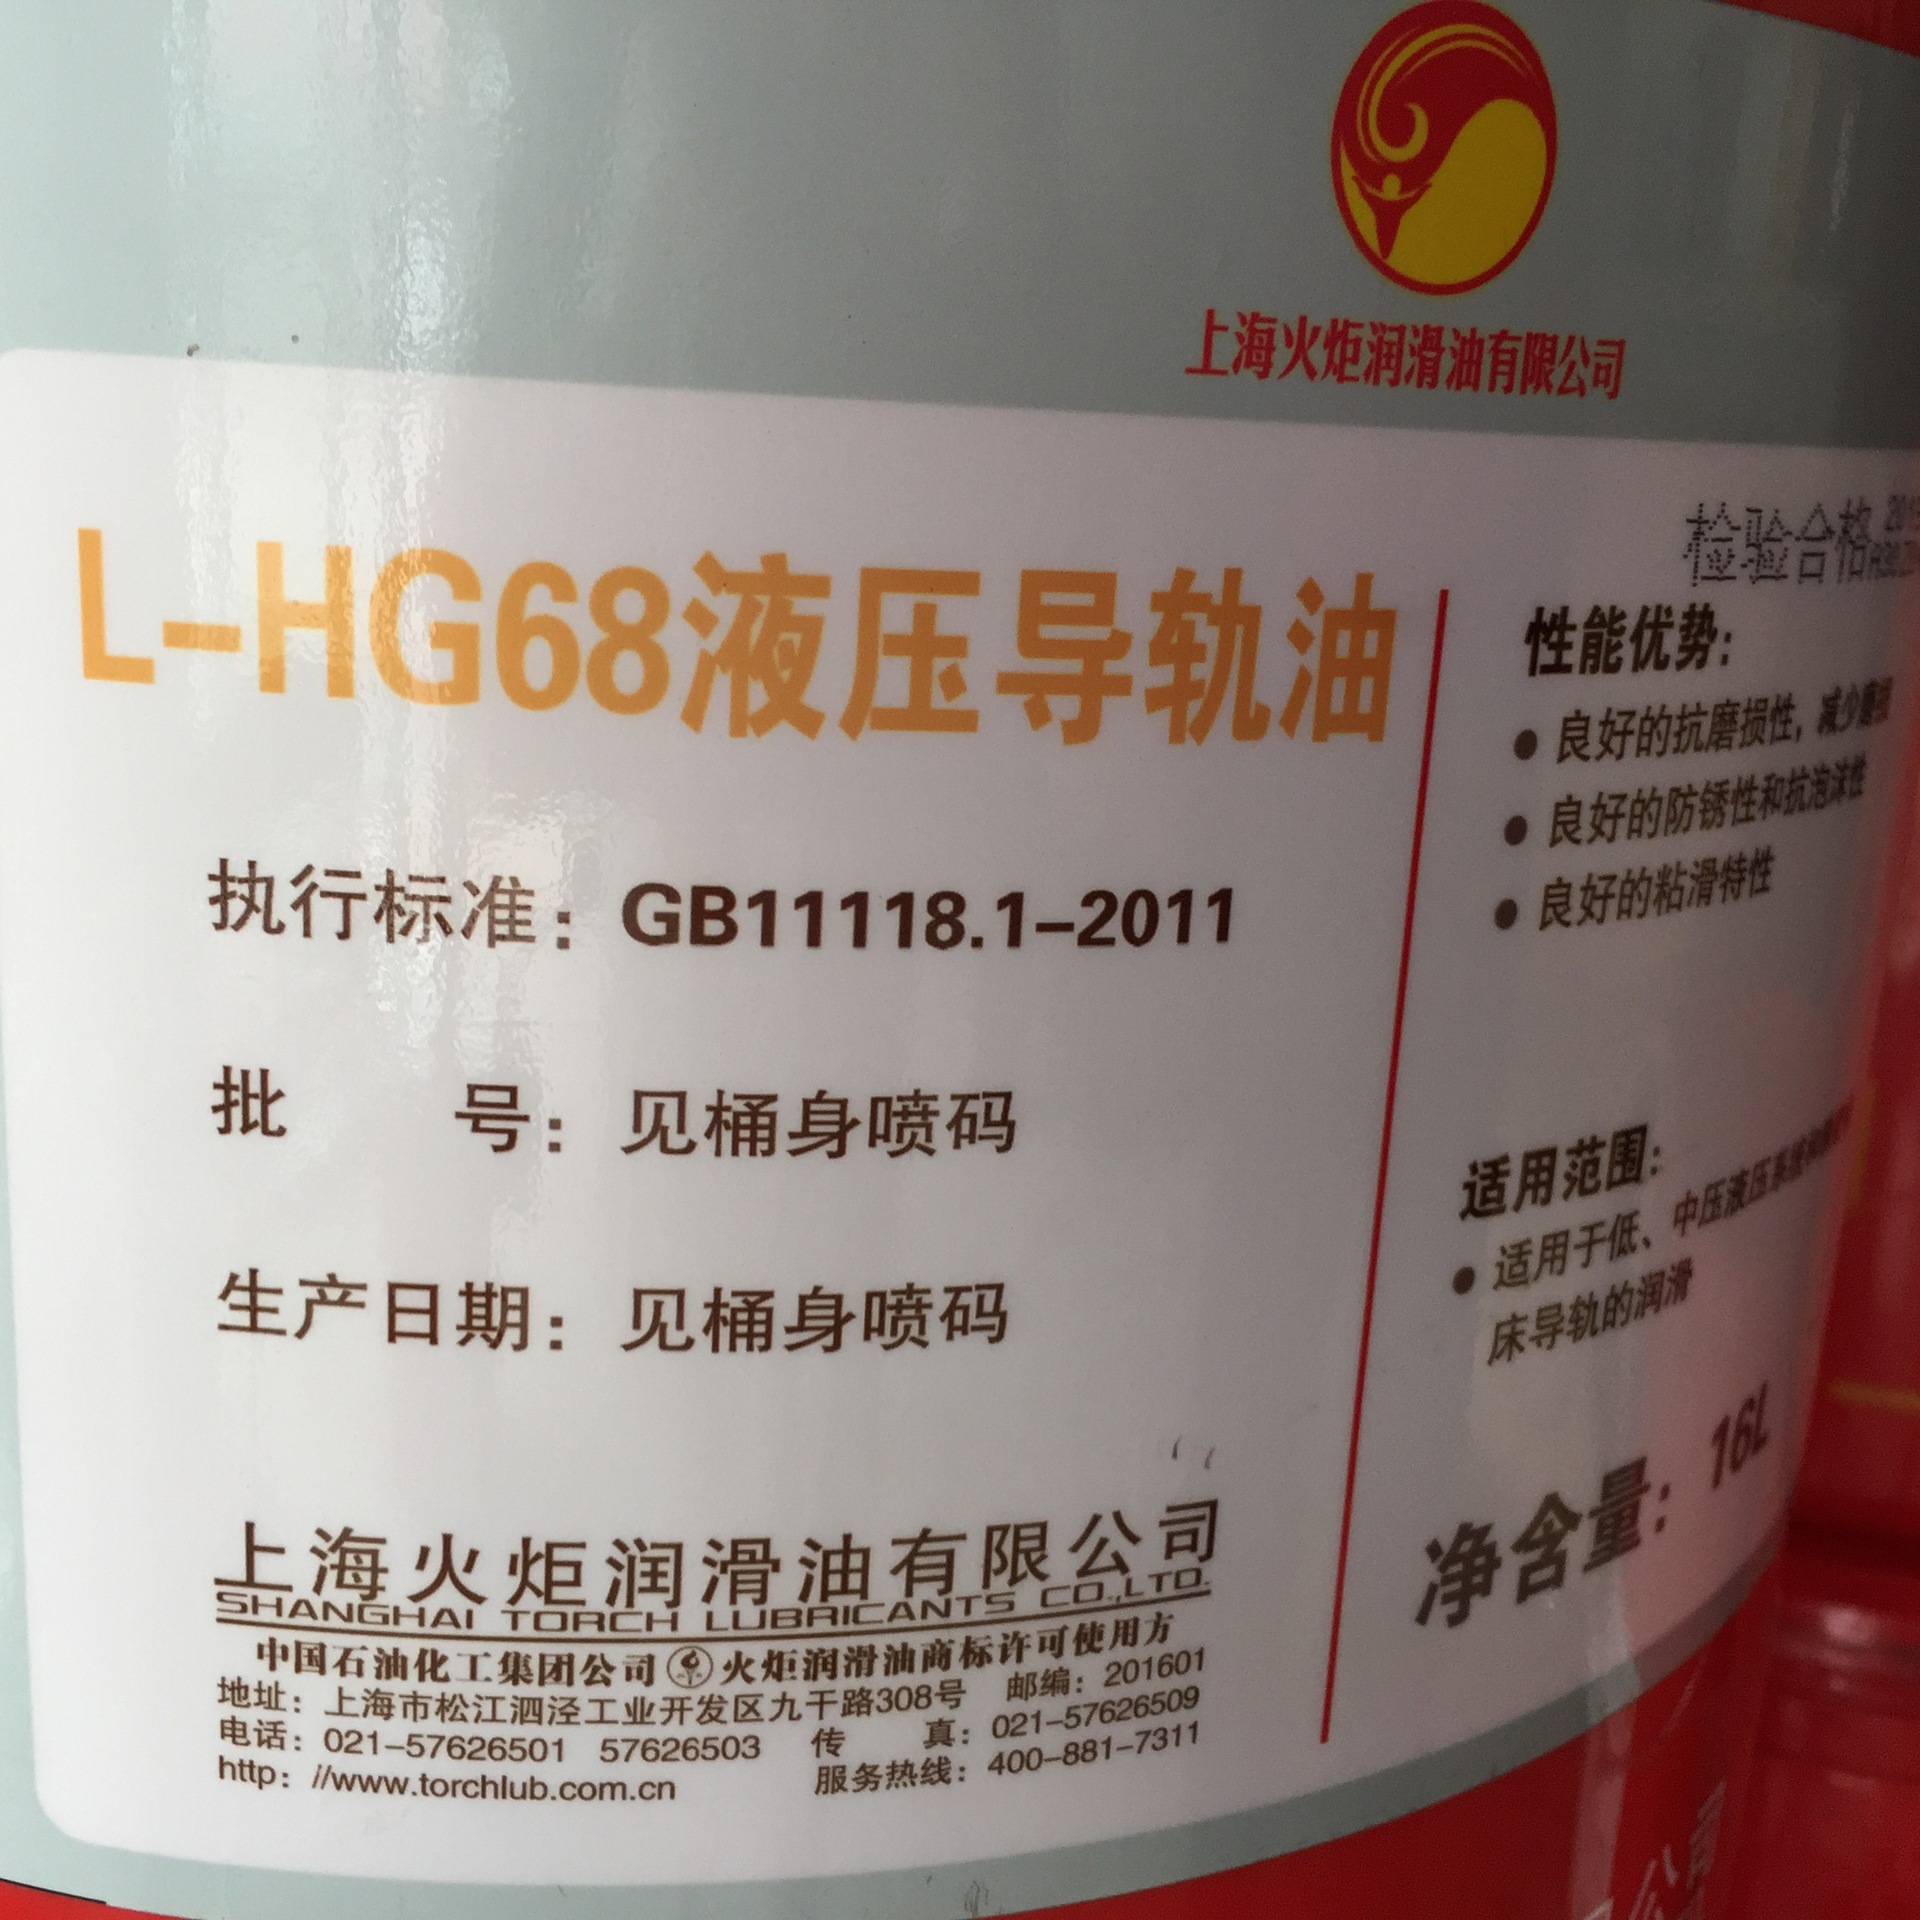 上海火炬润滑油有限公司
检验合格
L-HG68液压导轨油
执行标准：GB11118.1-2011
批 号：见桶身喷码
生产日期：见桶身喷码
上海火炬润滑油有限公司
SHANGHAI TORCH LUBRICANTS CO.,LTD.
中国石油化工集团公司 火炬润滑油商标许可使用方
地址：上海市松江泗泾工业开发区九干路308号 邮编：201601
电话：021-57626501 57626503 传 真：021-57626509
http：//www.torchlub.com.cn 服务热线：400-881-7311
性能优势：
● 良好的抗磨损性，减少磨损
● 良好的防锈性和抗泡沫性
● 良好的粘滑特性
适用范围：
● 适用于低、中压液压系统
床导轨的润滑
净含量：16L
公司